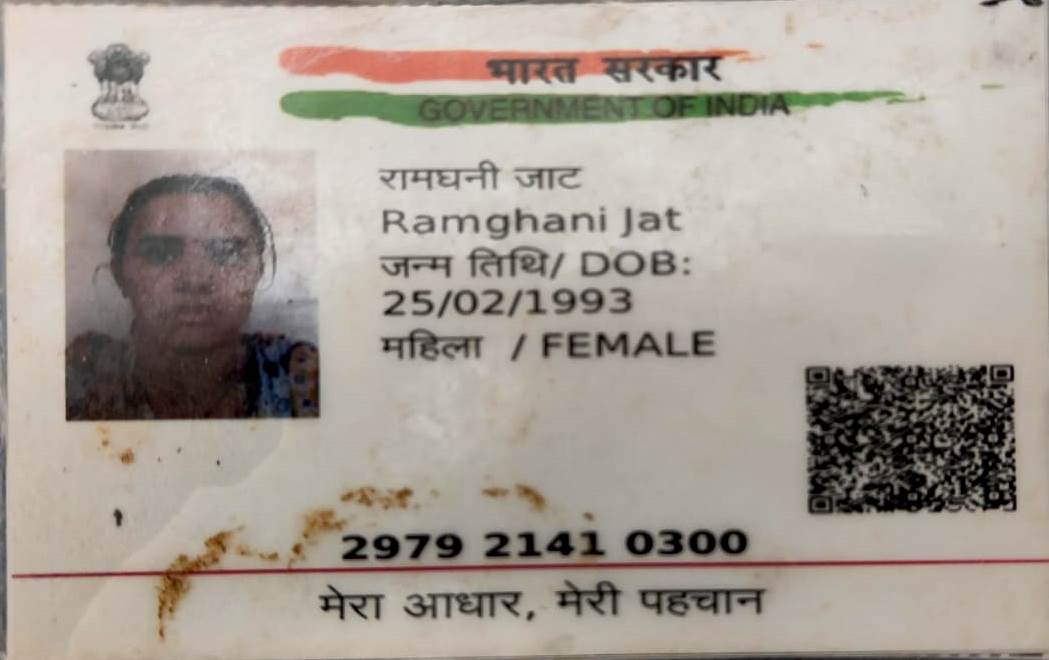 भारत सरकार
GOVERNMENT OF INDIA
रामघनी जाट
Ramghani Jat
जन्म तिथि/ DOB:
25/02/1993
महिला / FEMALE
2979 2141 0300
मेरा आधार, मेरी पहचान